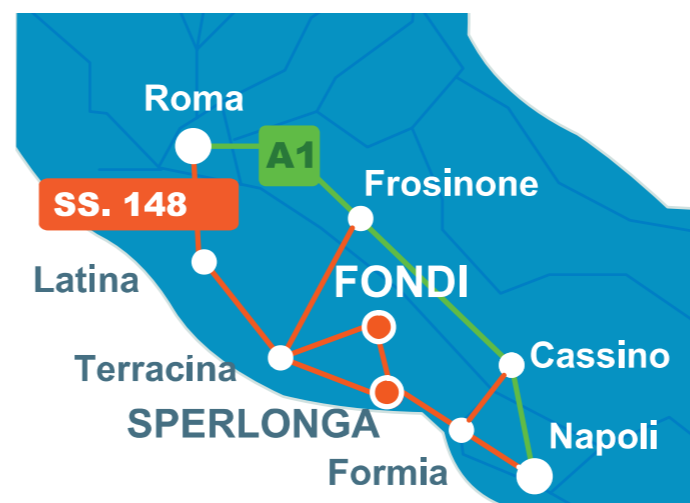 Roma
A1
Frosinone
SS. 148
Latina
FONDI
Terracina
Cassino
SPERLONGA
Napoli
Formia